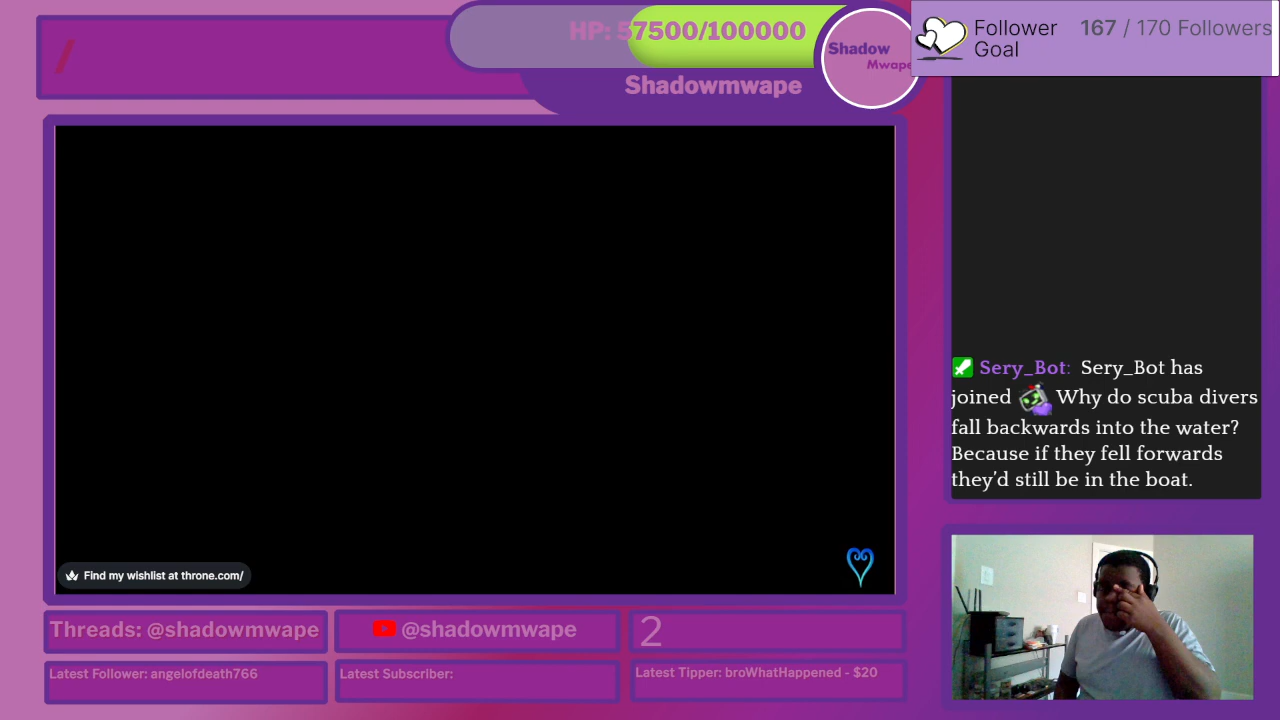 /
HP: 57500/100000
Shadowmwape
Shadow
Mwape
Follower
Goal
167 / 170 Followers
Sery_Bot: Sery_Bot has
joined Why do scuba divers
fall backwards into the water?
Because if they fell forwards
they'd still be in the boat.
Find my wishlist at throne.com/
Threads: @shadowmwape
@shadowmwape
2
Latest Follower: angelofdeath766
Latest Subscriber:
Latest Tipper: broWhatHappened - $20